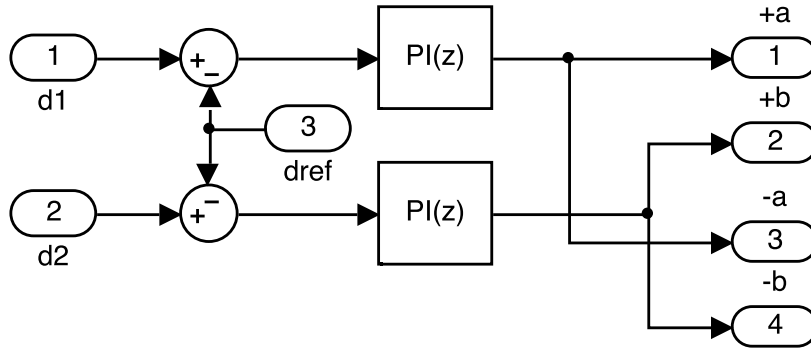 +a
1
+
−
PI(z)
1
d1
+b
3
2
dref
−
+
PI(z)
-a
2
3
d2
-b
4